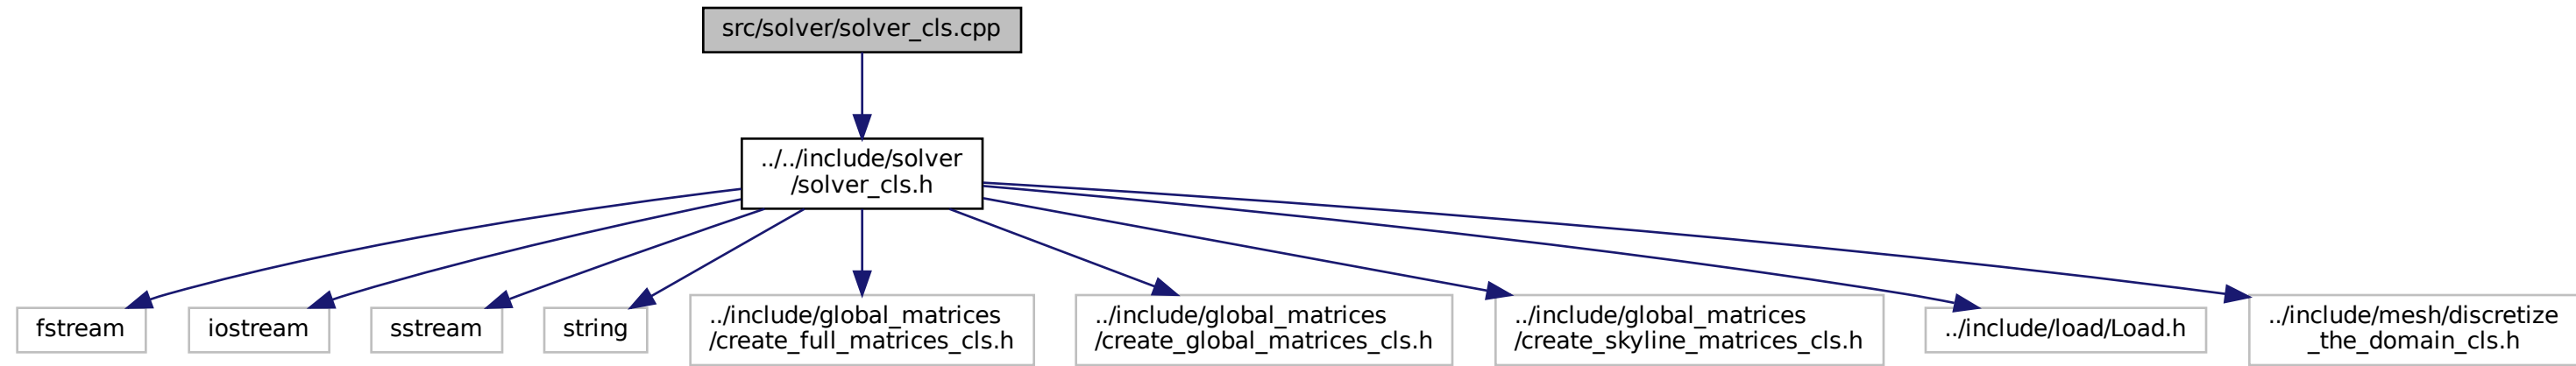 src/solver/solver_cls.cpp
../../include/solver
/solver_cls.h
fstream
iostream
sstream
string
../include/global_matrices
/create_full_matrices_cls.h
../include/global_matrices
/create_global_matrices_cls.h
../include/global_matrices
/create_skyline_matrices_cls.h
../include/load/Load.h
../include/mesh/discretize
_the_domain_cls.h